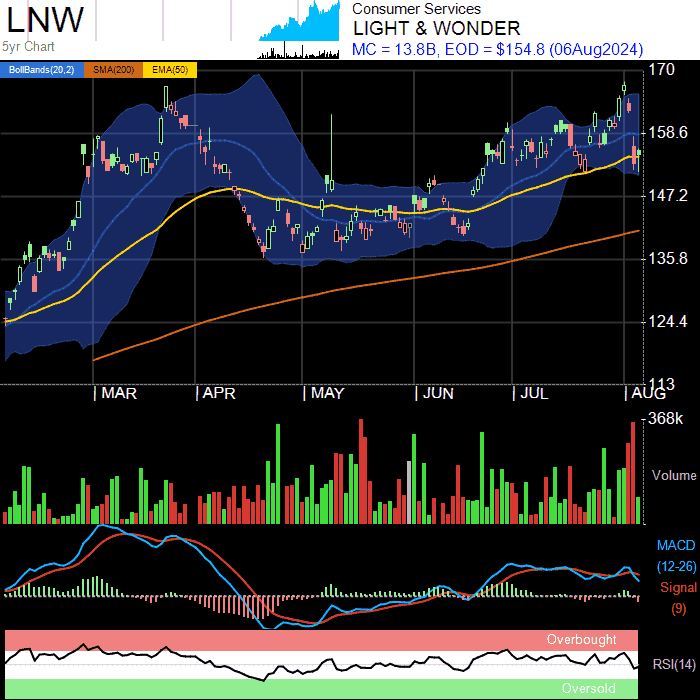 LNW
5yr Chart
Consumer Services
LIGHT & WONDER
MC = 13.8B, EOD = $154.8 (06Aug2024)
BollBands(20,2) SMA(200) EMA(50)
170
158.6
147.2
135.8
124.4
113
MAR APR MAY JUN JUL AUG
368k
Volume
MACD
(12-26)
Signal
(9)
Overbought
RSI(14)
Oversold